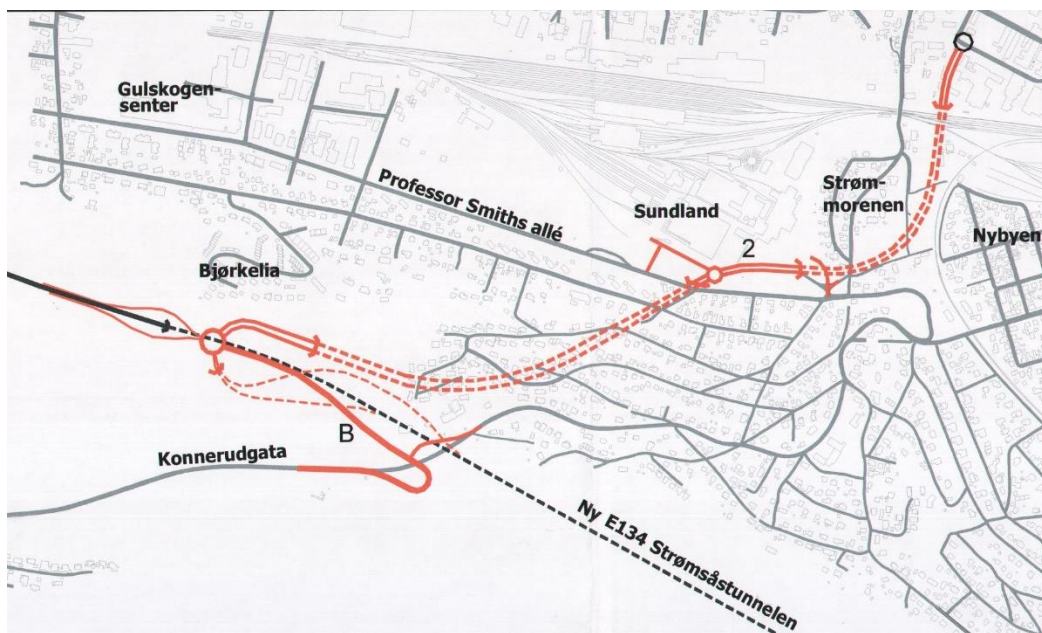 Gulskogen-
senter
Professor Smiths allé
Strøm-
morenen
Sundland
2
Nybyen
Bjørkelia
B
Konnerudgata
Ny E134 Strømsåstunnelen